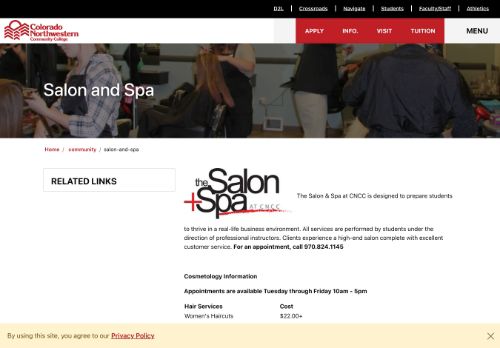 D2L Crossroads Navigate Students Faculty/Staff Athletics
Colorado
Northwestern
Community College
APPLY INFO. VISIT TUITION MENU
Salon and Spa
Home / community / salon-and-spa
RELATED LINKS
the Salon
+Spa
AT CNCC
The Salon & Spa at CNCC is designed to prepare students
to thrive in a real-life business environment. All services are performed by students under the
direction of professional instructors. Clients experience a high-end salon complete with excellent
customer service. For an appointment, call 970.824.1145
Cosmetology Information
Appointments are available Tuesday through Friday 10am - 5pm
Hair Services Cost
Women's Haircuts $22.00+
By using this site, you agree to our Privacy Policy